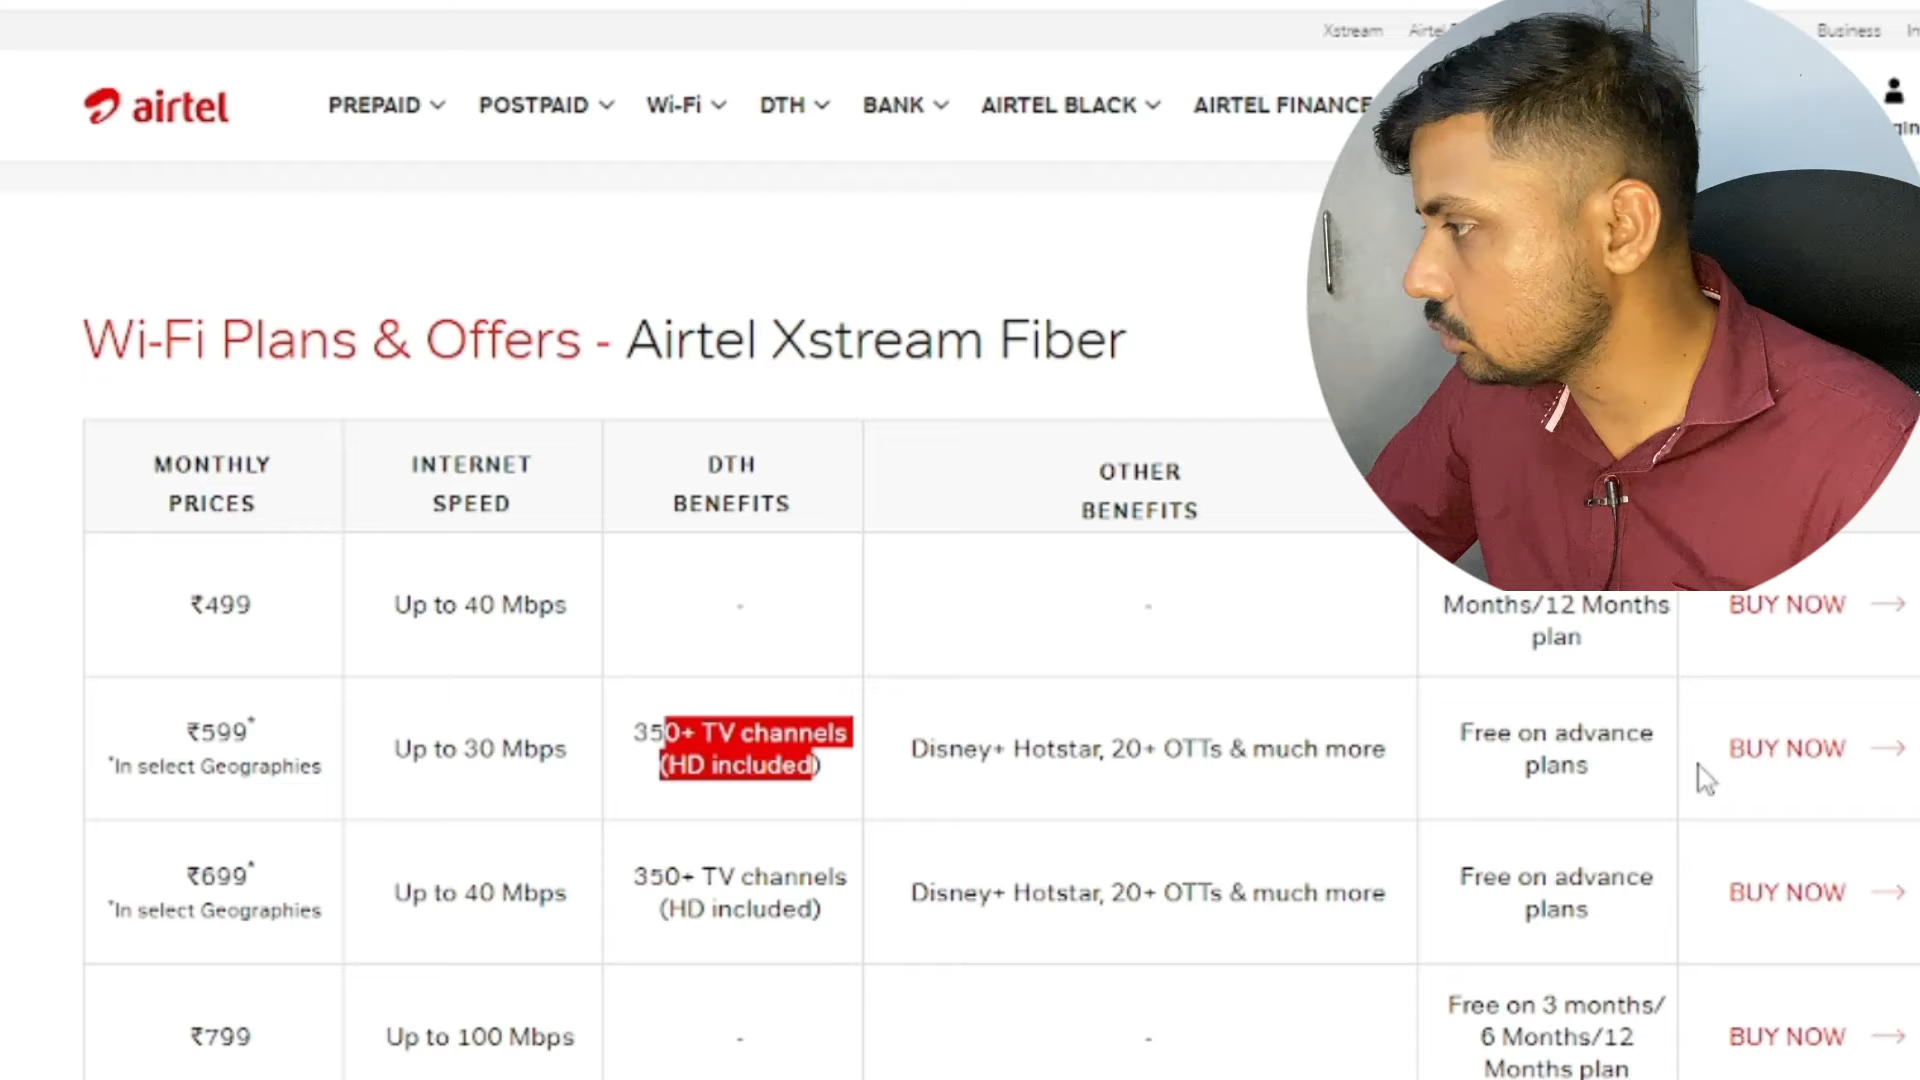 Xstream Airtel Business
airtel PREPAID POSTPAID Wi-Fi DTH BANK AIRTEL BLACK AIRTEL FINANCE
Wi-Fi Plans & Offers - Airtel Xstream Fiber
MONTHLY PRICES
INTERNET SPEED
DTH BENEFITS
OTHER BENEFITS
₹499
Up to 40 Mbps
-
-
Months/12 Months
plan
BUY NOW
₹599*
*In select Geographies
Up to 30 Mbps
350+ TV channels
(HD included)
Disney+ Hotstar, 20+ OTTs & much more
Free on advance
plans
BUY NOW
₹699*
*In select Geographies
Up to 40 Mbps
350+ TV channels
(HD included)
Disney+ Hotstar, 20+ OTTs & much more
Free on advance
plans
BUY NOW
₹799
Up to 100 Mbps
-
-
Free on 3 months/
6 Months/12
Months plan
BUY NOW